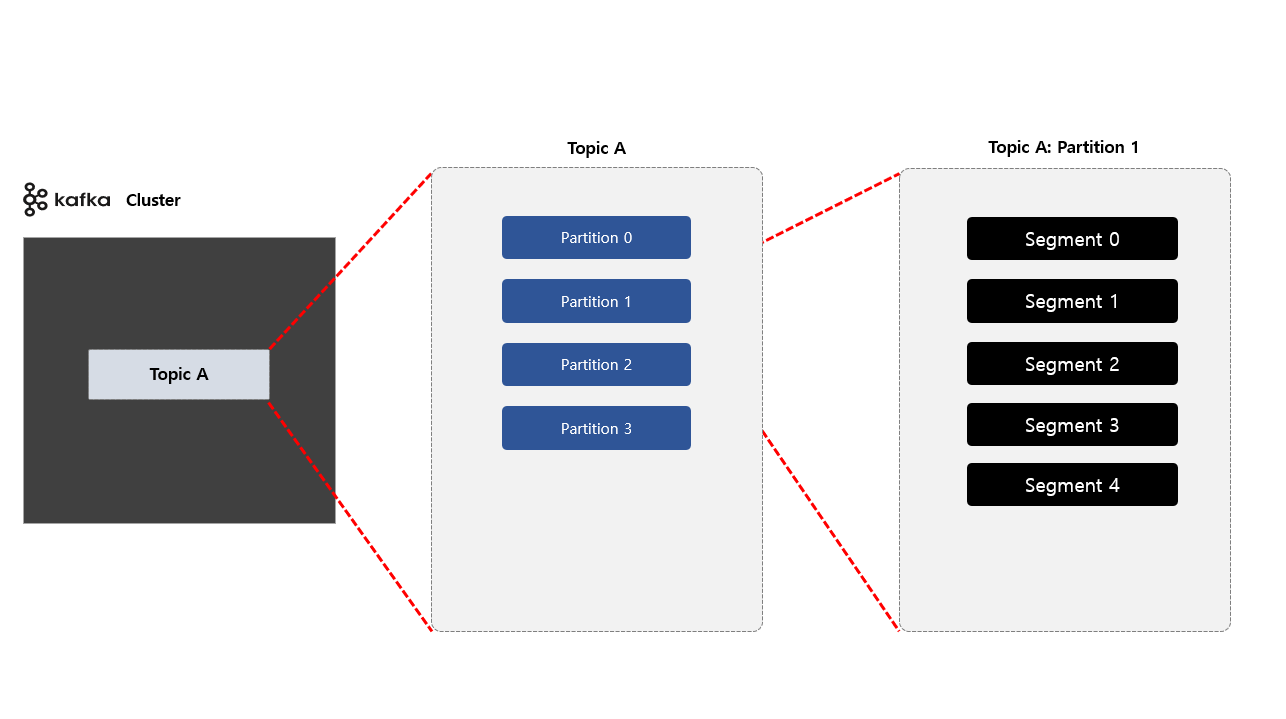 kafka Cluster
Topic A
Topic A
Partition 0
Partition 1
Partition 2
Partition 3
Topic A: Partition 1
Segment 0
Segment 1
Segment 2
Segment 3
Segment 4